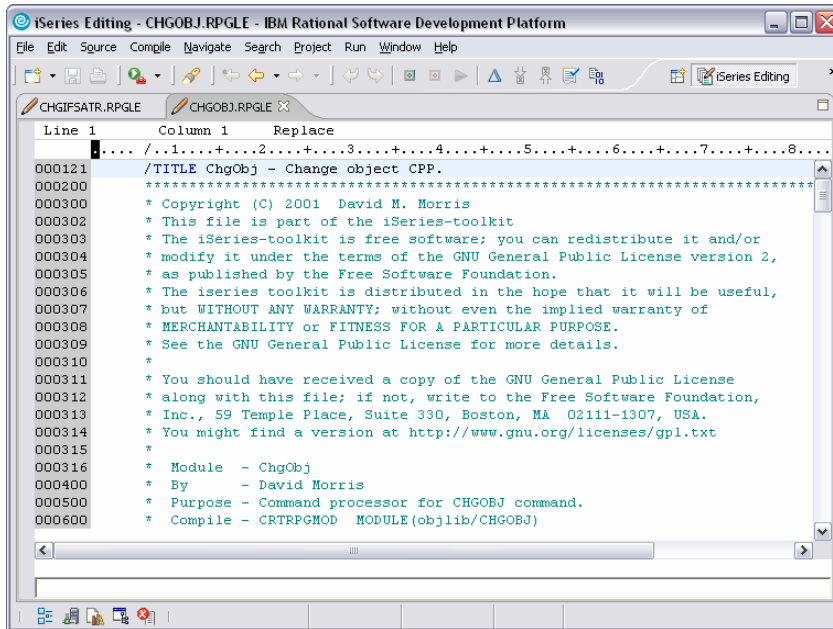 iSeries Editing - CHGOBJ.RPGLE - IBM Rational Software Development Platform
File Edit Source Compile Navigate Search Project Run Window Help
iSeries Editing
CHGIFSATR.RPGLE CHGOBJ.RPGLE
Line 1 Column 1 Replace
..... /..1....+....2....+....3....+....4....+....5....+....6....+....7....+....8....
000121 /TITLE ChgObj - Change object CPP.
000200 ****************************************************************************
000300 * Copyright (C) 2001 David M. Morris
000302 * This file is part of the iSeries-toolkit
000303 * The iSeries-toolkit is free software; you can redistribute it and/or
000304 * modify it under the terms of the GNU General Public License version 2,
000305 * as published by the Free Software Foundation.
000306 * The iseries toolkit is distributed in the hope that it will be useful,
000307 * but WITHOUT ANY WARRANTY; without even the implied warranty of
000308 * MERCHANTABILITY or FITNESS FOR A PARTICULAR PURPOSE.
000309 * See the GNU General Public License for more details.
000310 *
000311 * You should have received a copy of the GNU General Public License
000312 * along with this file; if not, write to the Free Software Foundation,
000313 * Inc., 59 Temple Place, Suite 330, Boston, MA 02111-1307, USA.
000314 * You might find a version at http://www.gnu.org/licenses/gpl.txt
000315 *
000316 * Module - ChgObj
000400 * By - David Morris
000500 * Purpose - Command processor for CHGOBJ command.
000600 * Compile - CRTRPGMOD MODULE(objlib/CHGOBJ)